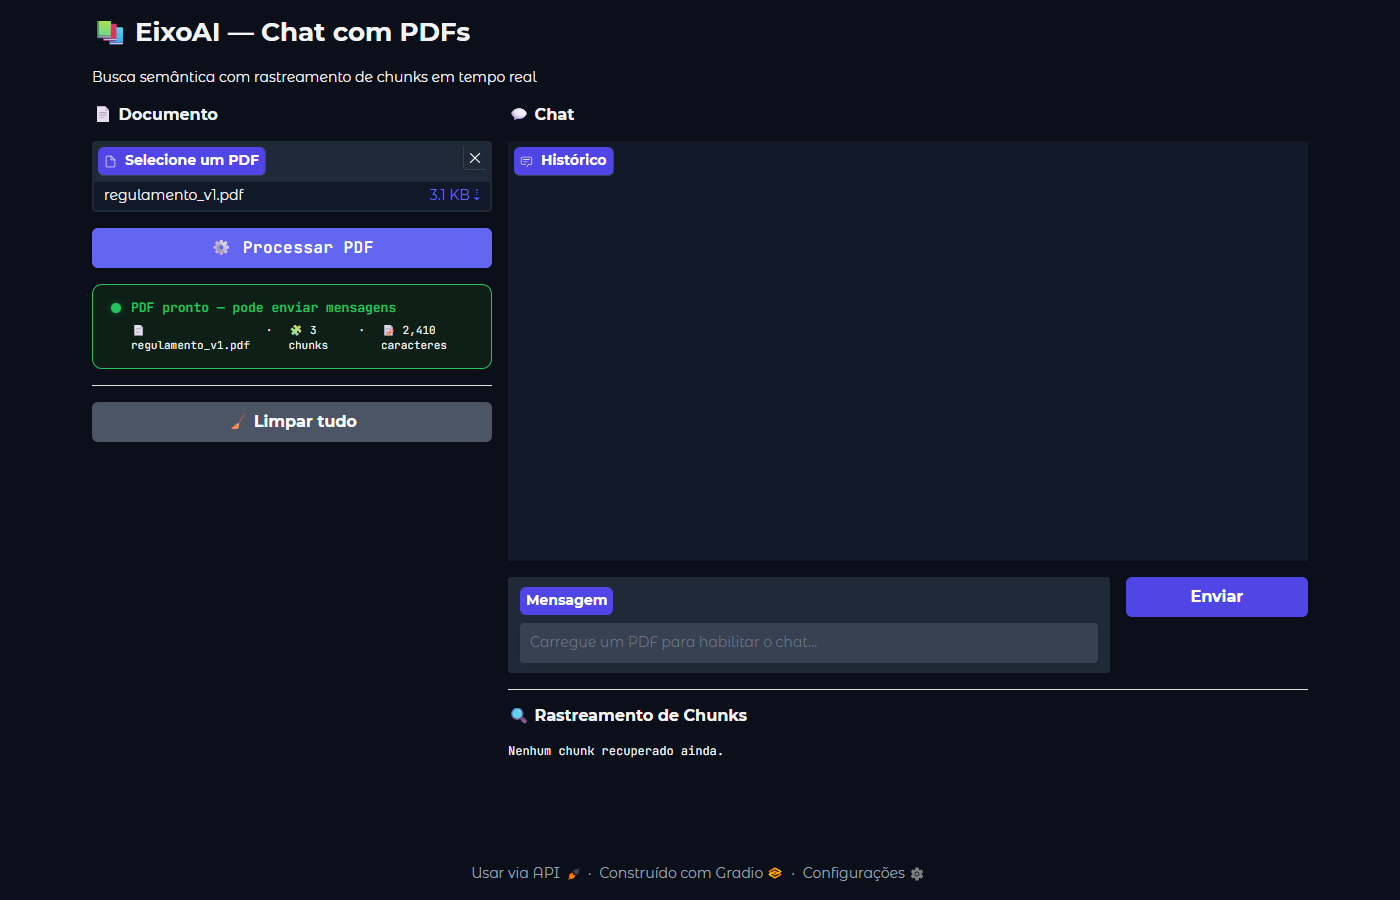 EixoAI — Chat com PDFs
Busca semântica com rastreamento de chunks em tempo real
Documento
Selecione um PDF
regulamento_v1.pdf 3.1 KB ⇣
Processar PDF
PDF pronto — pode enviar mensagens
regulamento_v1.pdf · 3 chunks · 2,410 caracteres
Limpar tudo
Chat
Histórico
Mensagem
Carregue um PDF para habilitar o chat...
Enviar
Rastreamento de Chunks
Nenhum chunk recuperado ainda.
Usar via API · Construído com Gradio · Configurações